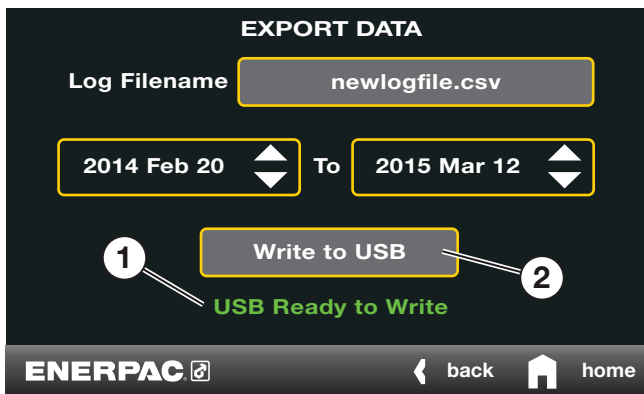 EXPORT DATA
Log Filename newlogfile.csv
2014 Feb 20 To 2015 Mar 12
Write to USB
1
2
USB Ready to Write
ENERPAC. back home